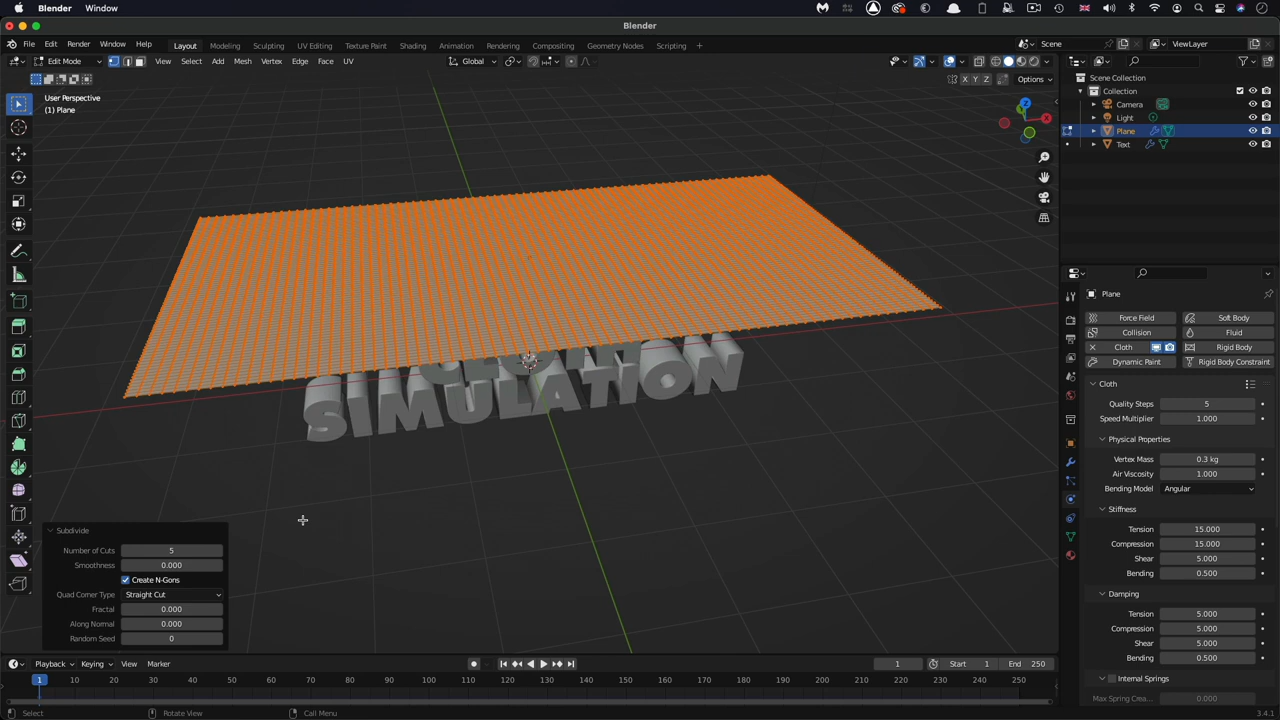 Blender Window
Blender
File Edit Render Window Help Layout Modeling Sculpting UV Editing Texture Paint Shading Animation Rendering Compositing Geometry Nodes Scripting + Scene ViewLayer
Edit Mode View Select Add Mesh Vertex Edge Face UV Global
X Y Z Options
User Perspective
(1) Plane
Z
X
Scene Collection
Collection
Camera
Light
Plane
Text
SIMULATION
Plane
Force Field Soft Body
Collision Fluid
Cloth Rigid Body
Dynamic Paint Rigid Body Constraint
Cloth
Quality Steps 5
Speed Multiplier 1.000
Physical Properties
Vertex Mass 0.3 kg
Air Viscosity 1.000
Bending Model Angular
Stiffness
Tension 15.000
Compression 15.000
Shear 5.000
Bending 0.500
Damping
Tension 5.000
Compression 5.000
Shear 5.000
Bending 0.500
Internal Springs
Max Spring Crea... 0.000
Subdivide
Number of Cuts 5
Smoothness 0.000
Create N-Gons
Quad Corner Type Straight Cut
Fractal 0.000
Along Normal 0.000
Random Seed 0
Playback Keying View Marker 1 Start 1 End 250
1 10 20 30 40 50 60 70 80 90 100 110 120 130 140 150 160 170 180 190 200 210 220 230 240 250
Select Rotate View Call Menu 3.4.1